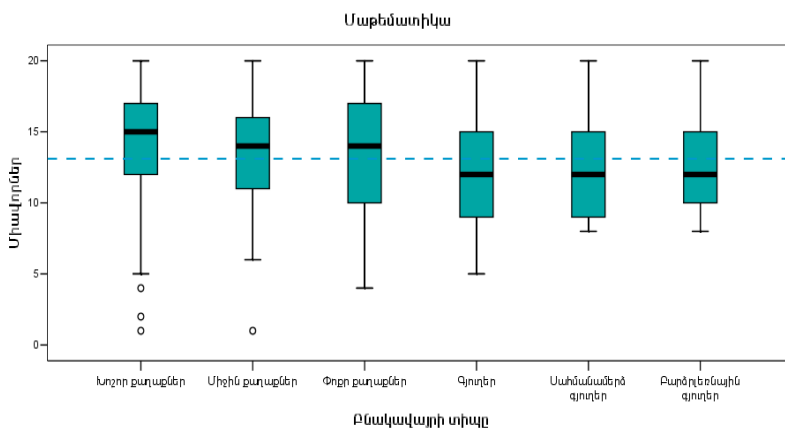 Մաթեմատիկա
Միավորներ
20
15
10
5
0
Խոշոր քաղաքներ
Միջին քաղաքներ
Փոքր քաղաքներ
Գյուղեր
Սահմանամերձ
գյուղեր
Բարձրլեռնային
գյուղեր
Բնակավայրի տիպը